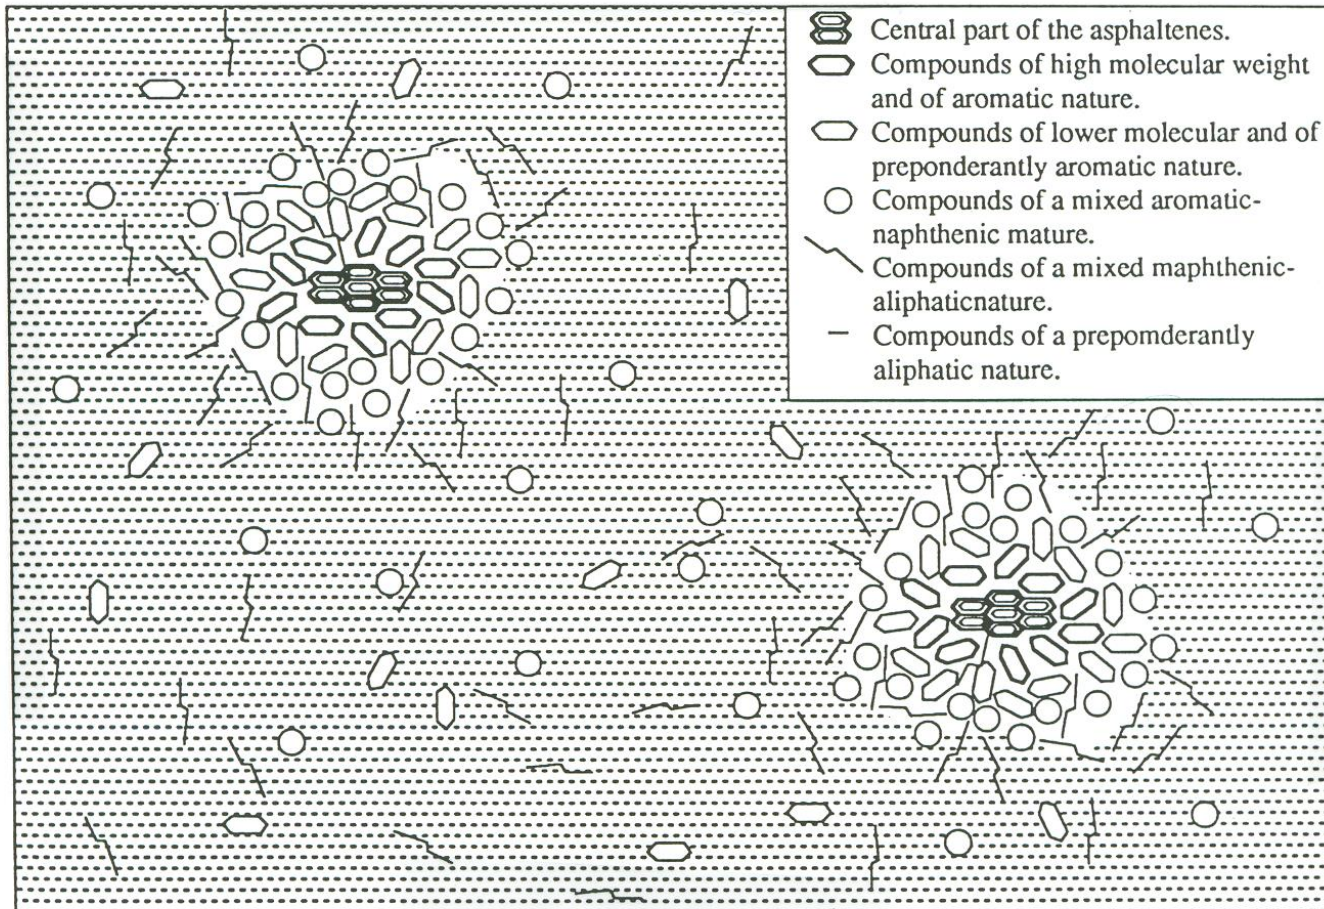 Central part of the asphaltenes.
Compounds of high molecular weight
and of aromatic nature.
Compounds of lower molecular and of
preponderantly aromatic nature.
Compounds of a mixed aromatic-
naphthenic mature.
Compounds of a mixed maphthenic-
aliphaticnature.
Compounds of a prepomderantly
aliphatic nature.